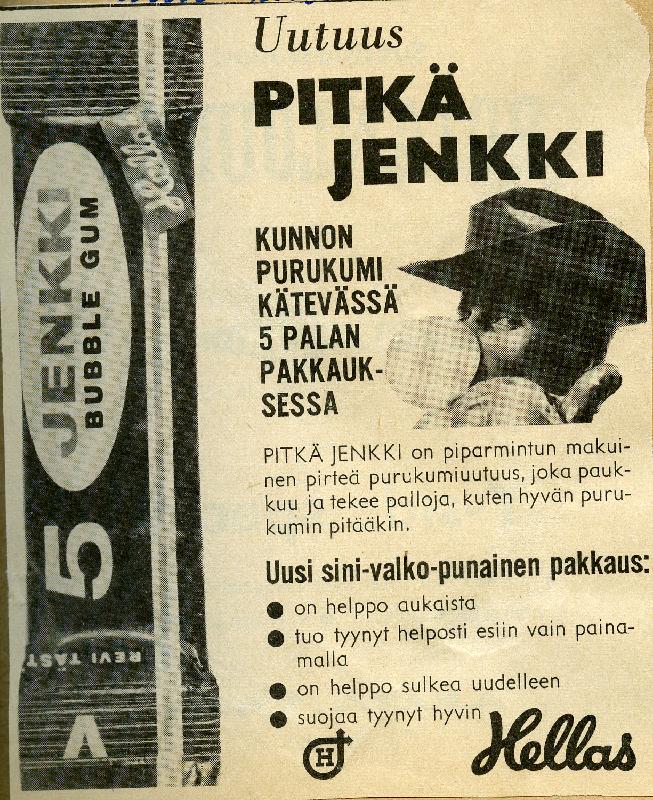 Uutuus
PITKÄ
JENKKI
KUNNON
PURUKUMI
KÄTEVÄSSÄ
5 PALAN
PAKKAUK-
SESSA
PITKÄ JENKKI on piparmintun makui-
nen pirteä purukumiuutuus, joka pauk-
kuu ja tekee palloja, kuten hyvän puru-
kumin pitääkin.
Uusi sini-valko-punainen pakkaus:
● on helppo aukaista
● tuo tyynyt helposti esiin vain paina-
malla
● on helppo sulkea uudelleen
● suojaa tyynyt hyvin
H
Hellas
Hellas
JENKKI
BUBBLE GUM
5
REVI TÄST